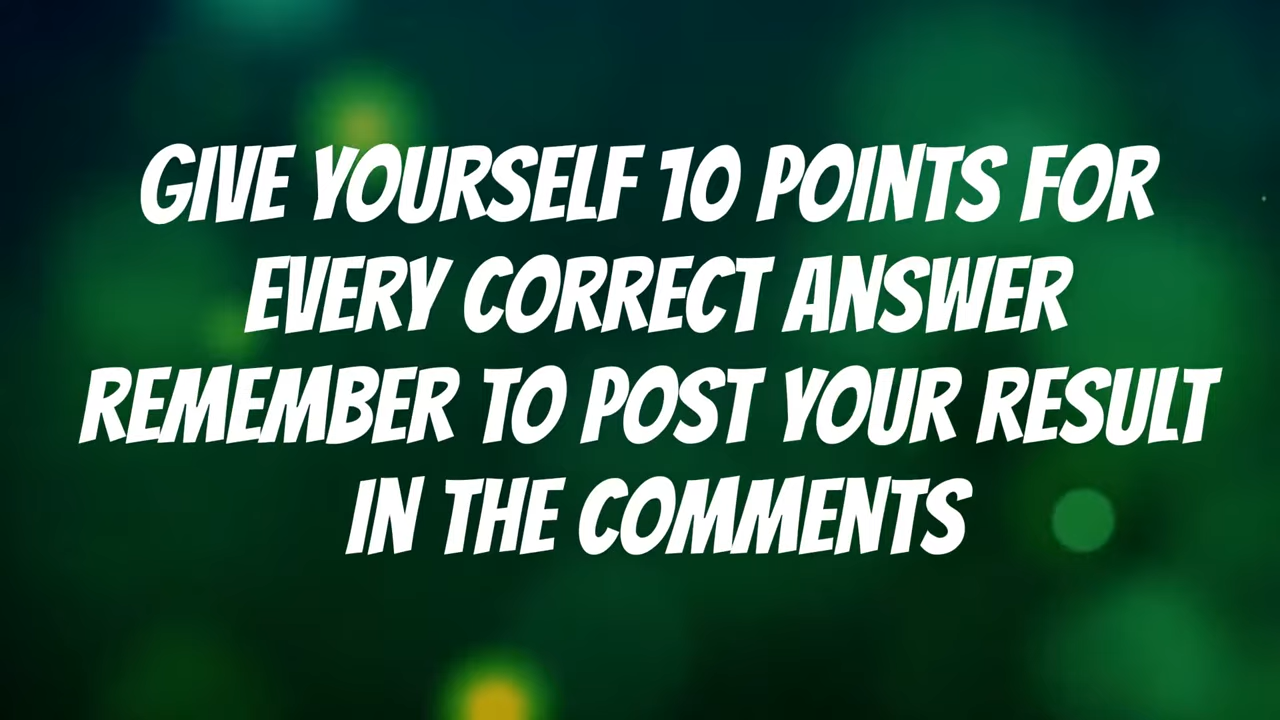 GIVE YOURSELF 10 POINTS FOR
EVERY CORRECT ANSWER
REMEMBER TO POST YOUR RESULT
IN THE COMMENTS